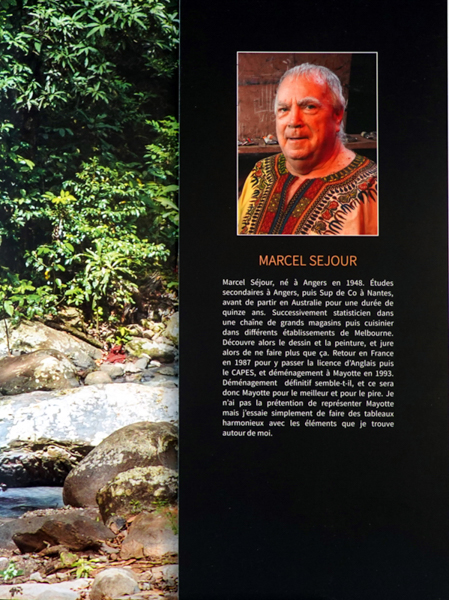 MARCEL SEJOUR
Marcel Séjour, né à Angers en 1948. Études
secondaires à Angers, puis Sup de Co à Nantes,
avant de partir en Australie pour une durée de
quinze ans. Successivement statisticien dans
une chaîne de grands magasins puis cuisinier
dans différents établissements de Melbourne.
Découvre alors le dessin et la peinture, et jure
alors de ne faire plus que ça. Retour en France
en 1987 pour y passer la licence d'Anglais puis
le CAPES, et déménagement à Mayotte en 1993.
Déménagement définitif semble-t-il, et ce sera
donc Mayotte pour le meilleur et pour le pire. Je
n'ai pas la prétention de représenter Mayotte
mais j'essaie simplement de faire des tableaux
harmonieux avec les éléments que je trouve
autour de moi.